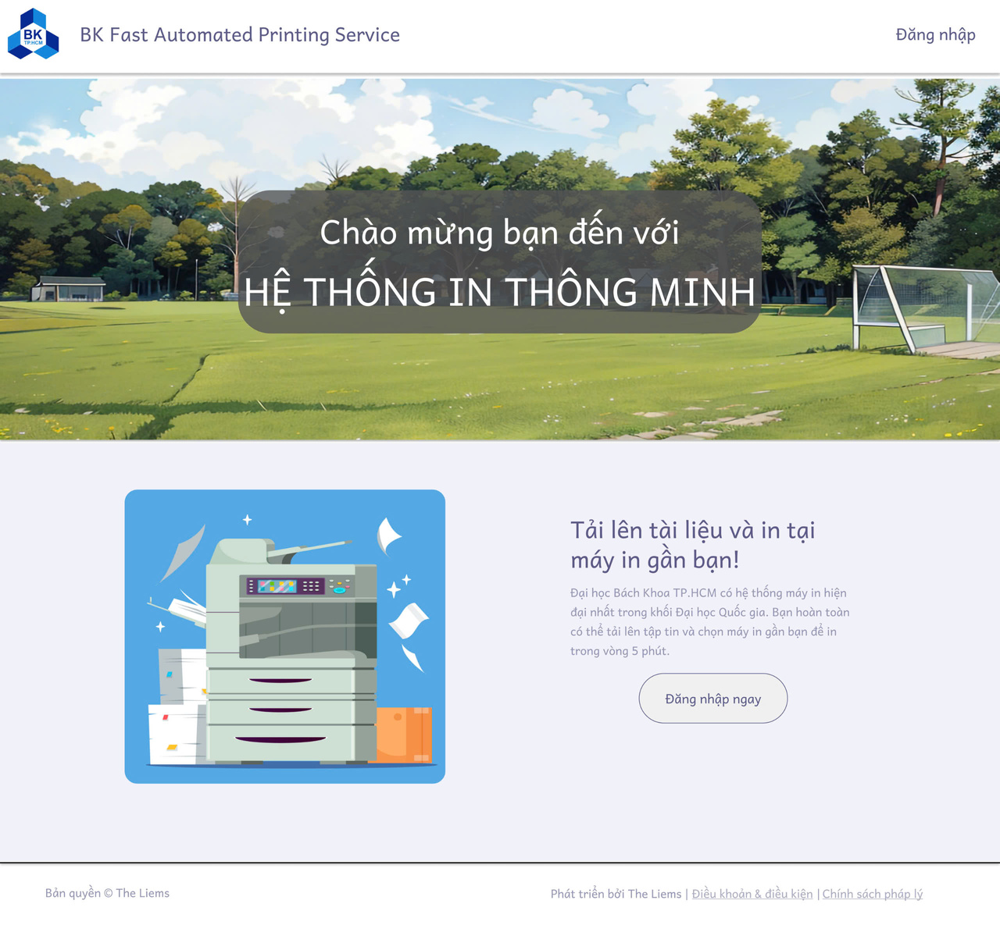 BK
TP.HCM
BK Fast Automated Printing Service
Đăng nhập
Chào mừng bạn đến với
HỆ THỐNG IN THÔNG MINH
Tải lên tài liệu và in tại
máy in gần bạn!
Đại học Bách Khoa TP.HCM có hệ thống máy in hiện
đại nhất trong khối Đại học Quốc gia. Bạn hoàn toàn
có thể tải lên tập tin và chọn máy in gần bạn để in
trong vòng 5 phút.
Đăng nhập ngay
Bản quyền © The Liems
Phát triển bởi The Liems | Điều khoản & điều kiện | Chính sách pháp lý